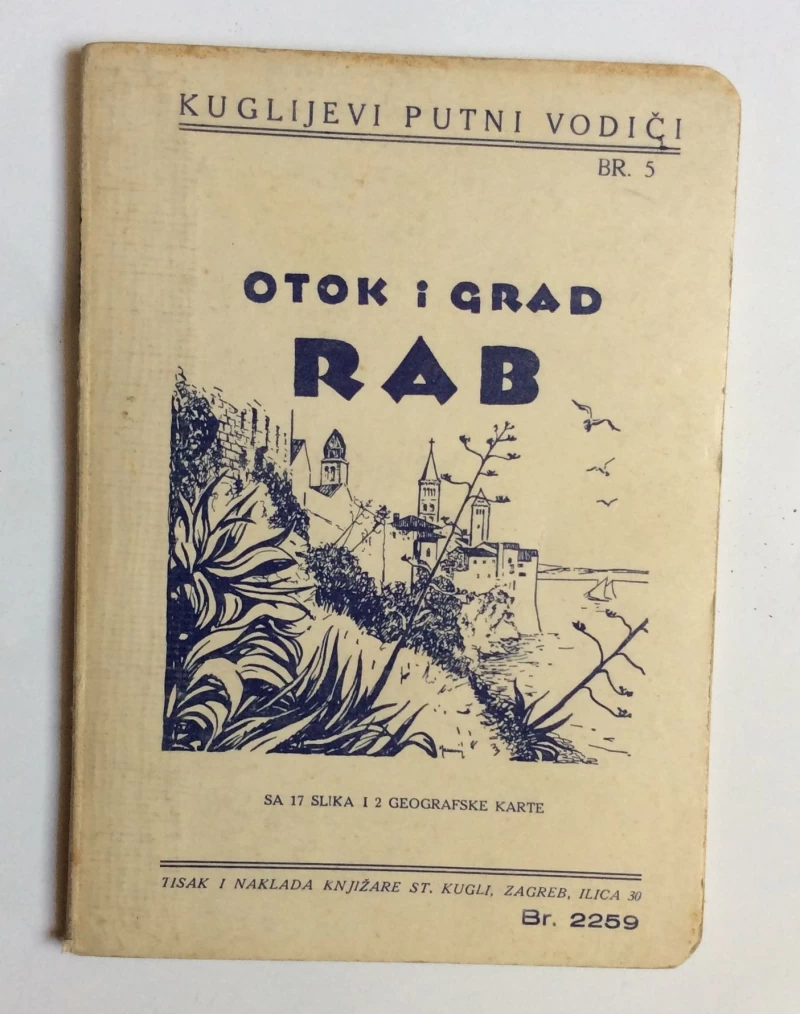 KUGLIJEVI PUTNI VODIČI
BR. 5
OTOK i GRAD
RAB
SA 17 SLIKA I 2 GEOGRAFSKE KARTE
TISAK I NAKLADA KNJIŽARE ST. KUGLI, ZAGREB, ILICA 30
Br. 2259